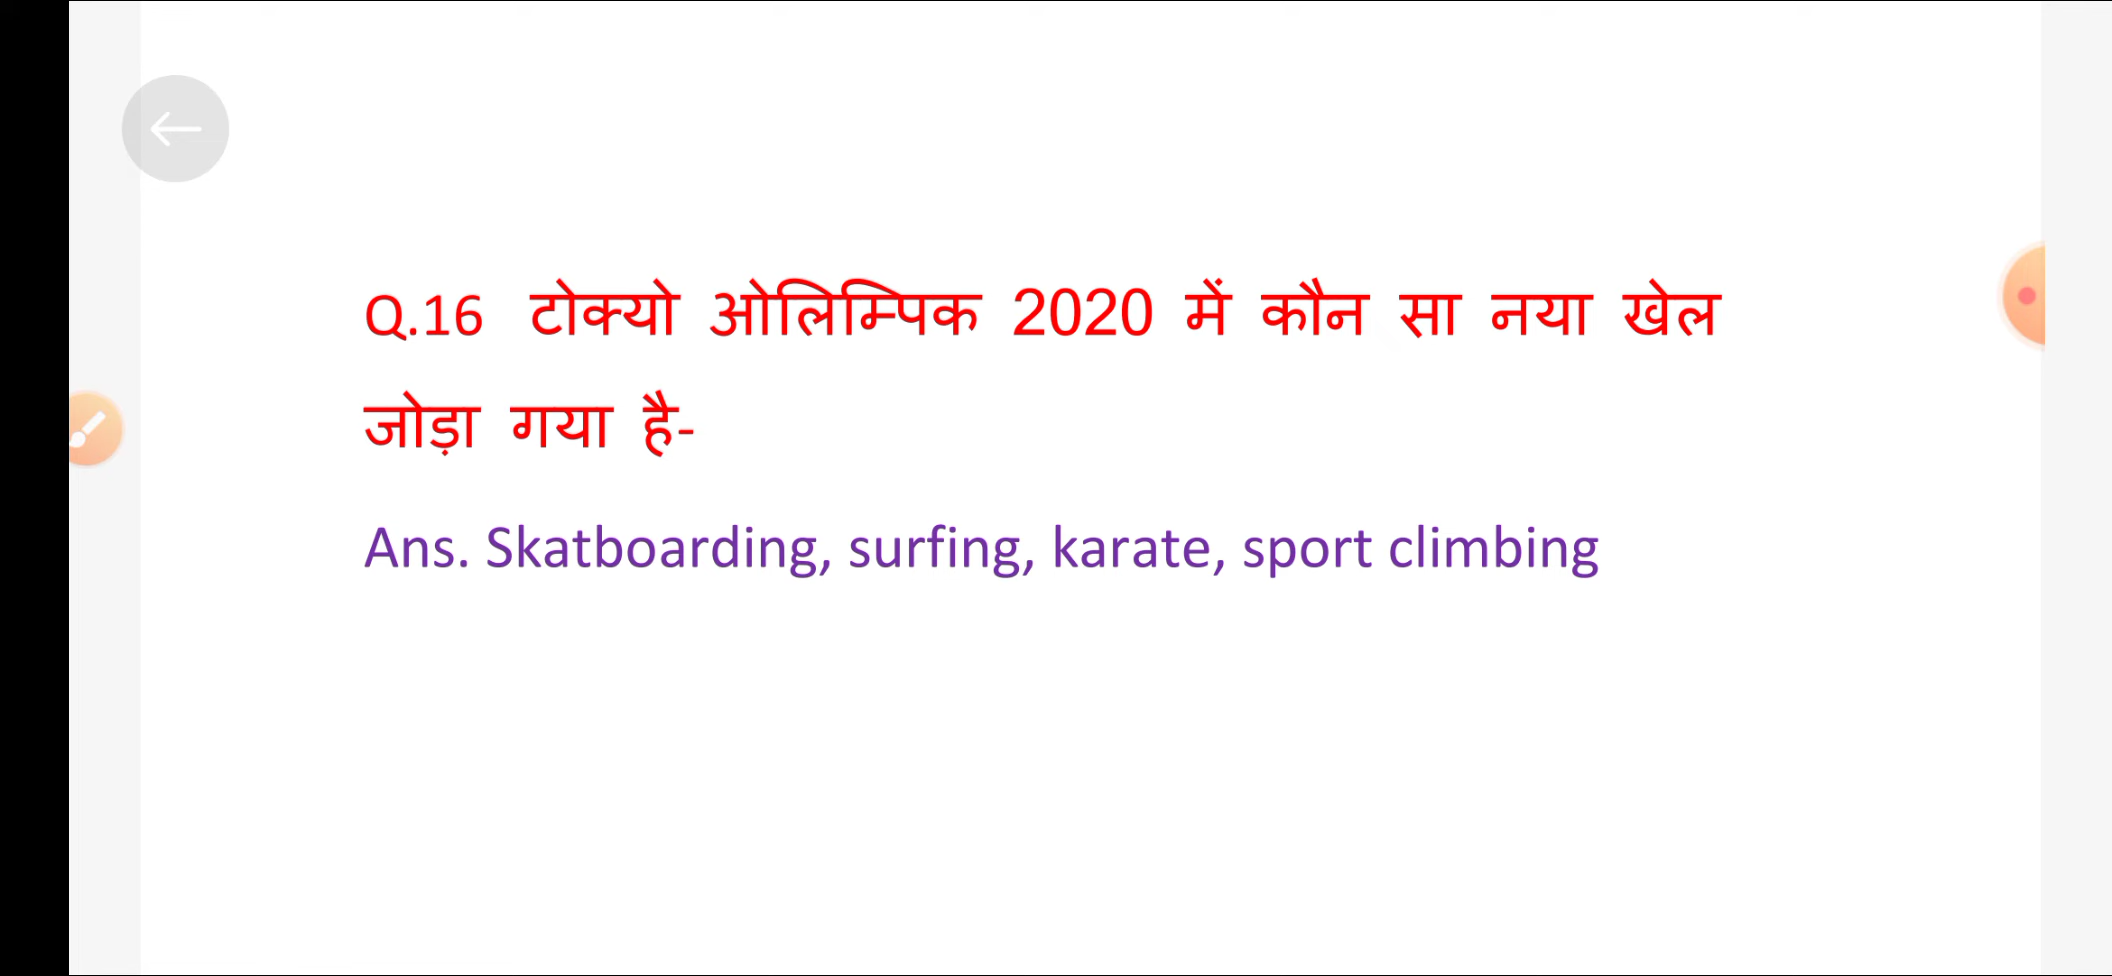 Q.16 टोक्यो ओलिम्पिक 2020 में कौन सा नया खेल
जोड़ा गया है-
Ans. Skatboarding, surfing, karate, sport climbing